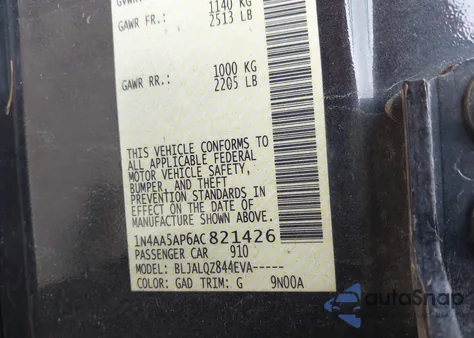 1140 KG
GAWR FR.: 2513 LB
1000 KG
GAWR RR.: 2205 LB
THIS VEHICLE CONFORMS TO
ALL APPLICABLE FEDERAL
MOTOR VEHICLE SAFETY,
BUMPER, AND THEFT
PREVENTION STANDARDS IN
EFFECT ON THE DATE OF
MANUFACTURE SHOWN ABOVE.
1N4AA5AP6AC821426
PASSENGER CAR 910
MODEL: BLJALQZ844EVA-----
COLOR: GAD TRIM: G 9N00A
autoSnap